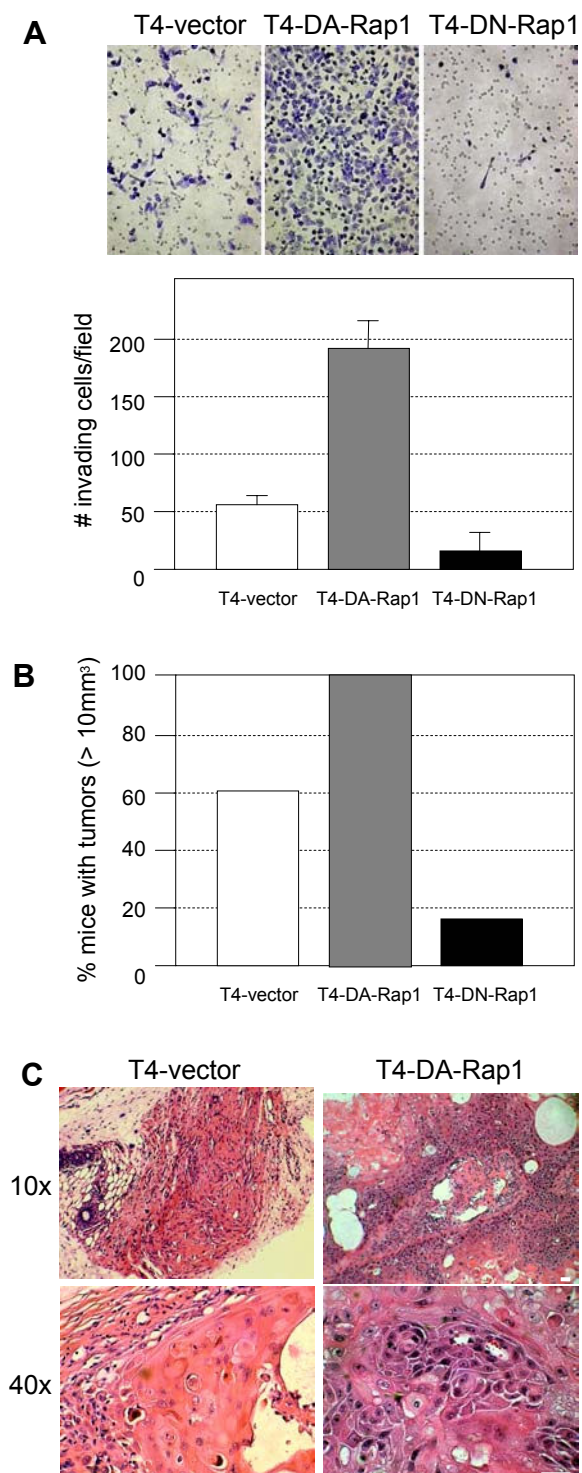 A
T4-vector T4-DA-Rap1 T4-DN-Rap1
# invading cells/field
200
150
100
50
0
T4-vector T4-DA-Rap1 T4-DN-Rap1
B
% mice with tumors (> 10mm³)
100
80
60
40
20
0
T4-vector T4-DA-Rap1 T4-DN-Rap1
C
T4-vector T4-DA-Rap1
10x
40x